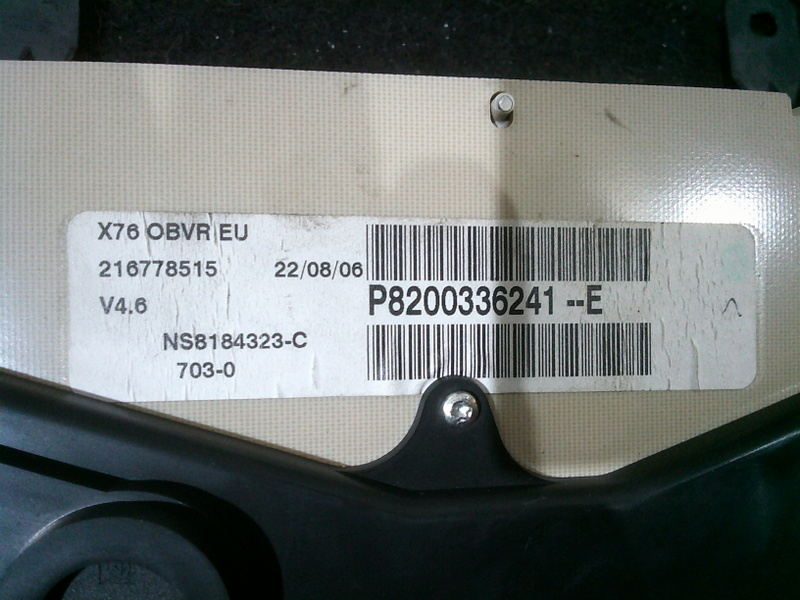 X76 OBVR EU
216778515 22/08/06
V4.6
P8200336241 --E
NS8184323-C
703-0